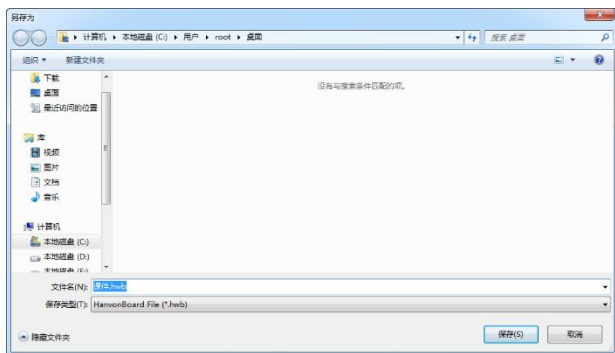 另存为
计算机 ▸ 本地磁盘 (C:) ▸ 用户 ▸ root ▸ 桌面
搜索 桌面
组织 新建文件夹
下载
桌面
最近访问的位置
没有与搜索条件匹配的项。
库
视频
图片
文档
音乐
计算机
本地磁盘 (C:)
本地磁盘 (D:)
本地磁盘 (E:)
文件名(N): 课件.hwb
保存类型(T): HanvonBoard File (*.hwb)
隐藏文件夹 保存(S) 取消